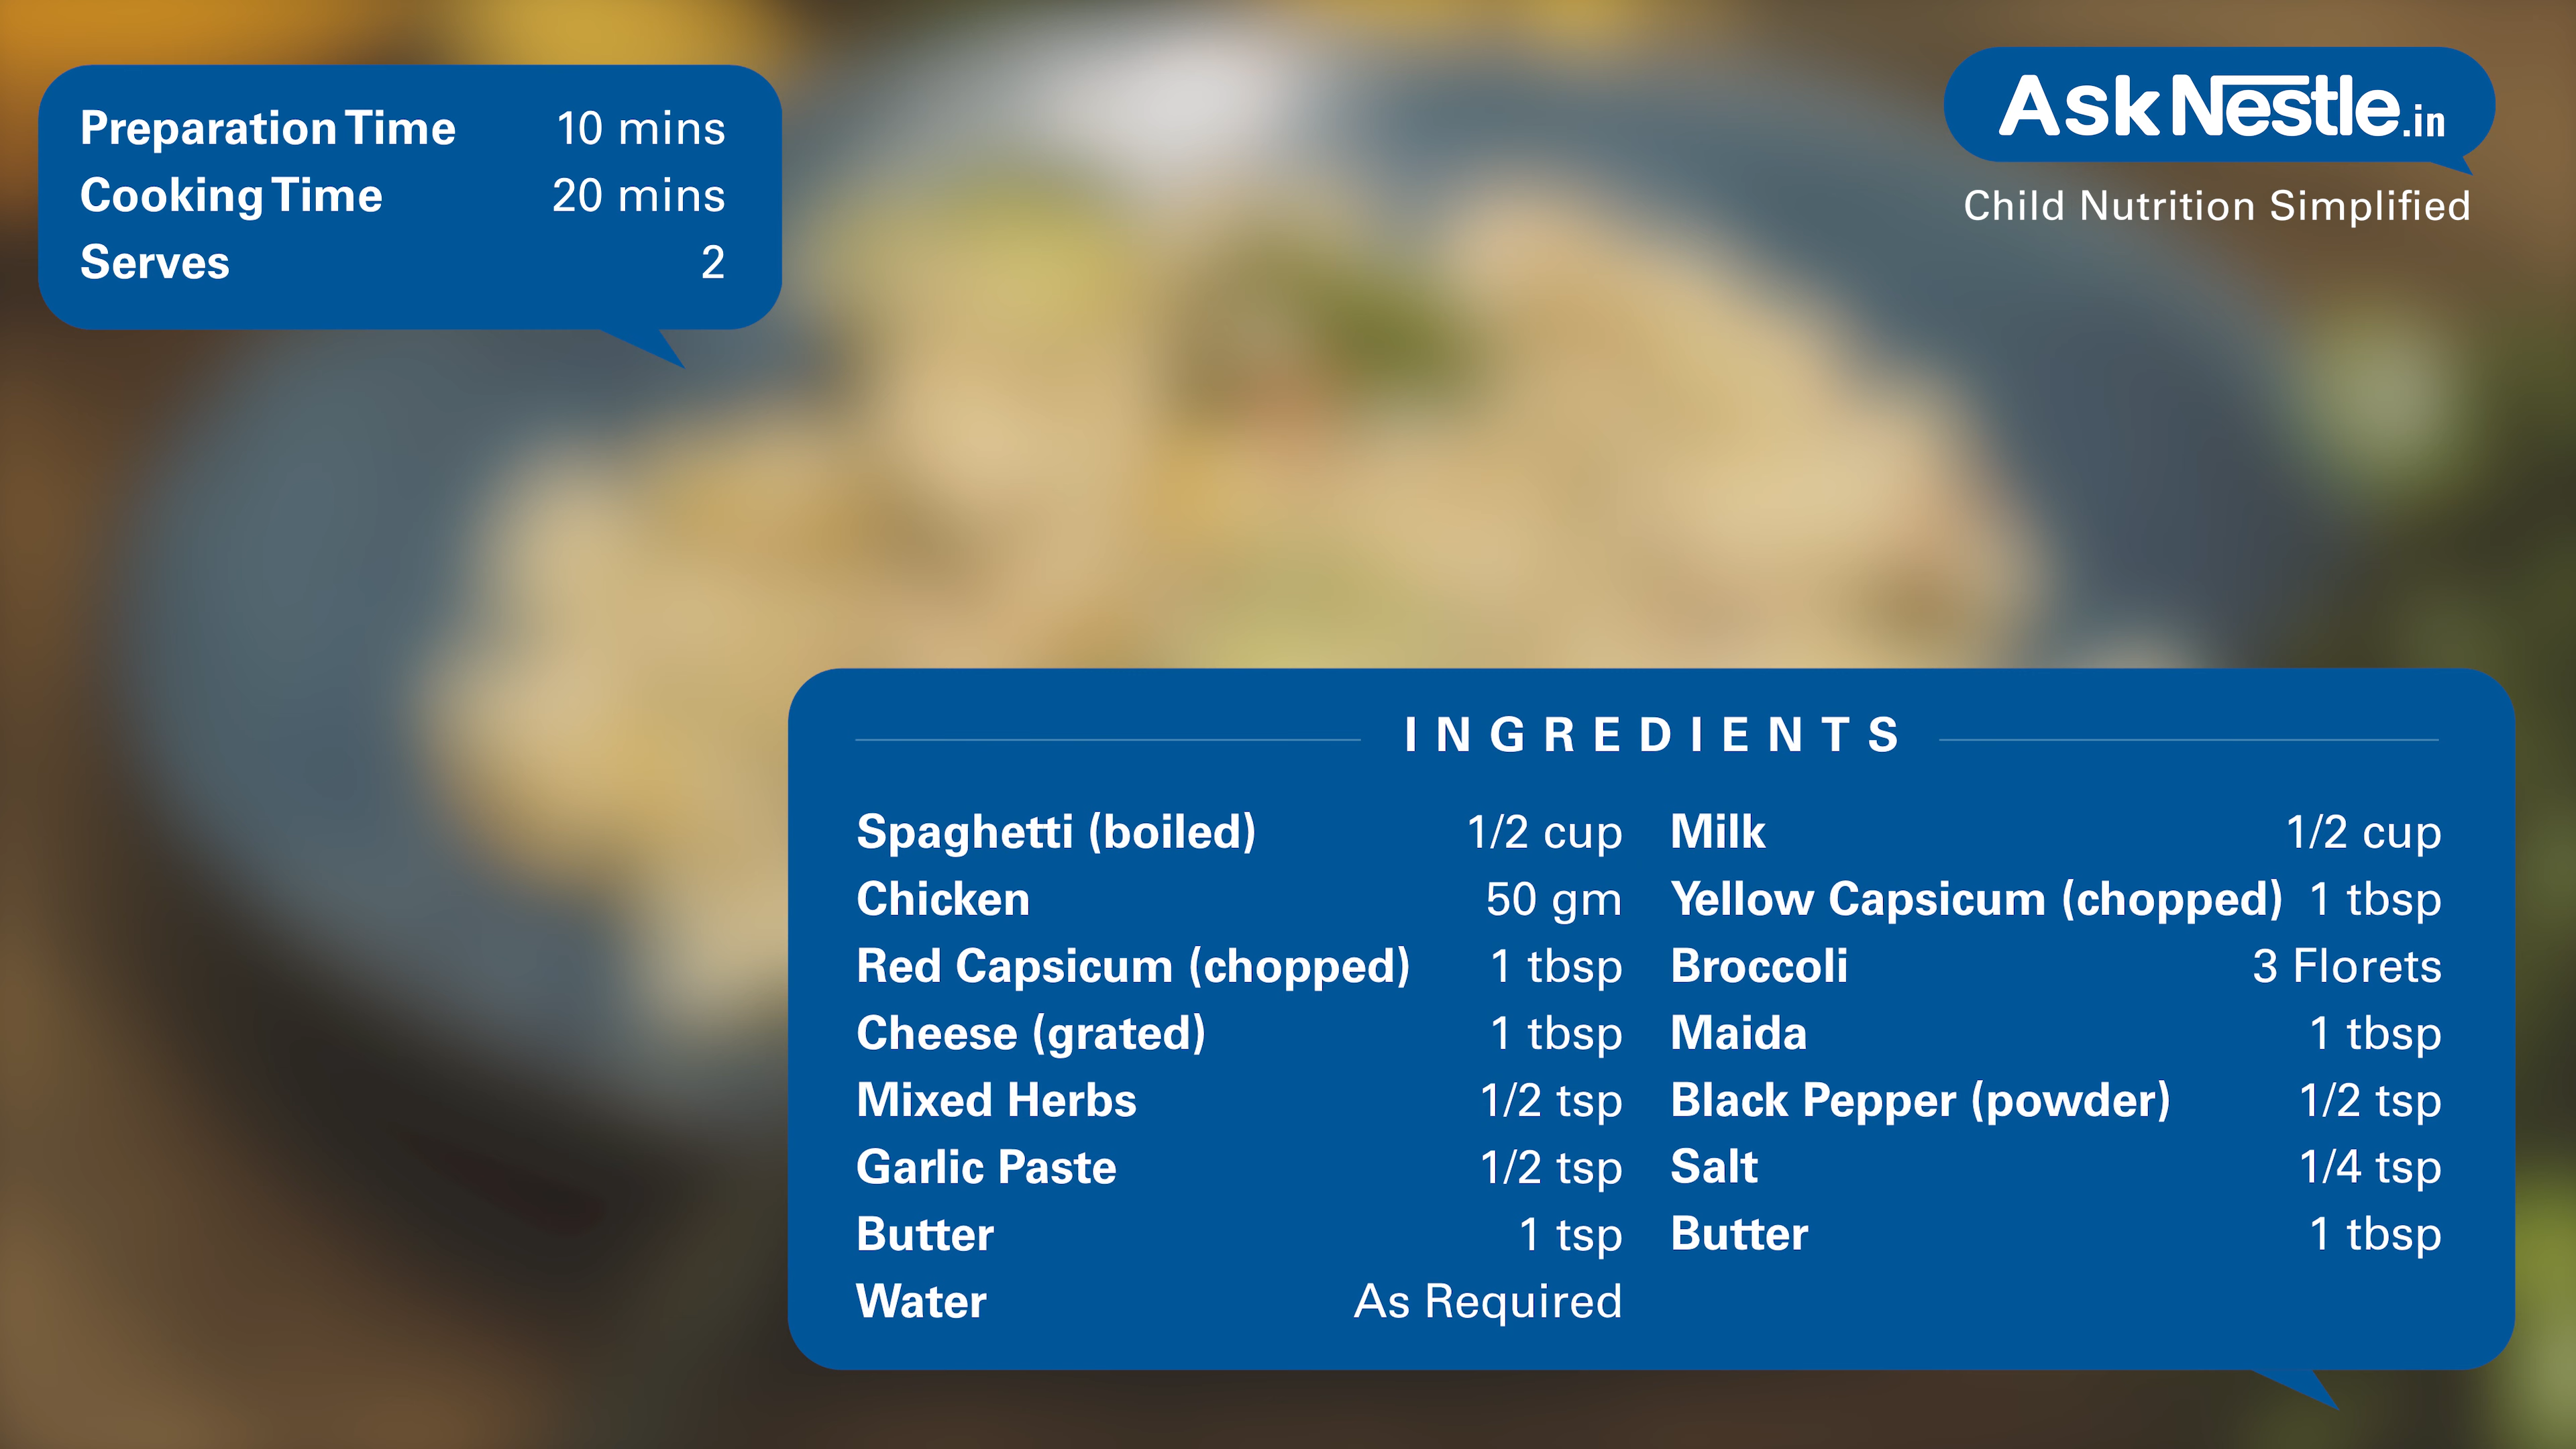 Preparation Time 10 mins
Cooking Time 20 mins
Serves 2
AskNestle.in
Child Nutrition Simplified
INGREDIENTS
Spaghetti (boiled) 1/2 cup
Chicken 50 gm
Red Capsicum (chopped) 1 tbsp
Cheese (grated) 1 tbsp
Mixed Herbs 1/2 tsp
Garlic Paste 1/2 tsp
Butter 1 tsp
Water As Required
Milk 1/2 cup
Yellow Capsicum (chopped) 1 tbsp
Broccoli 3 Florets
Maida 1 tbsp
Black Pepper (powder) 1/2 tsp
Salt 1/4 tsp
Butter 1 tbsp